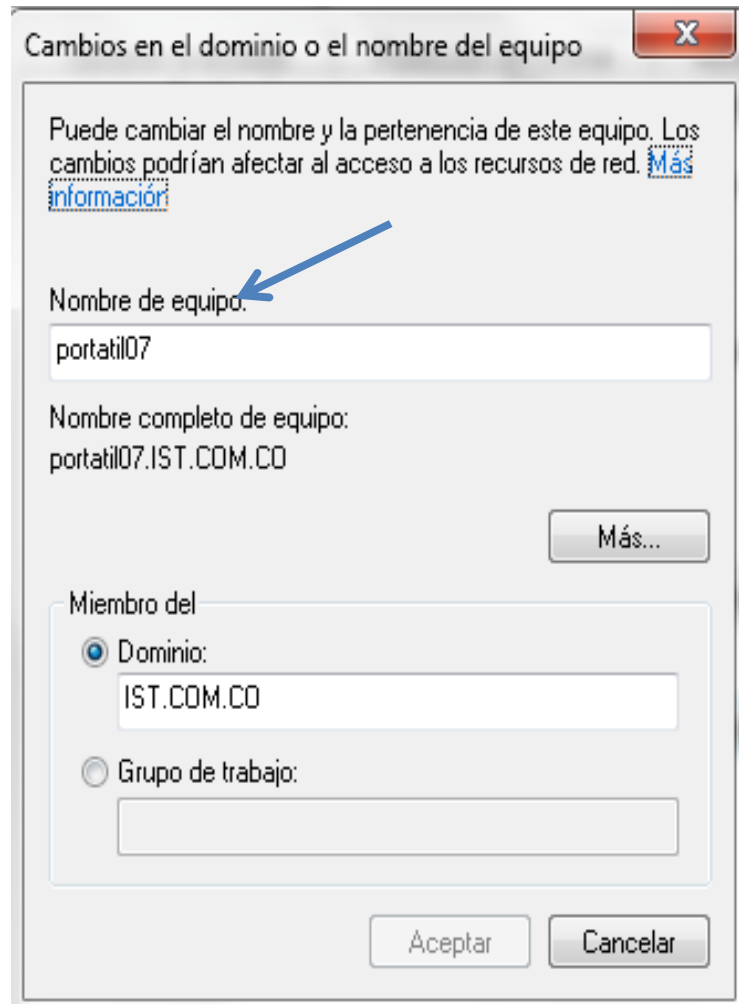 Cambios en el dominio o el nombre del equipo
Puede cambiar el nombre y la pertenencia de este equipo. Los
cambios podrían afectar al acceso a los recursos de red. Más
información
Nombre de equipo:
portatil07
Nombre completo de equipo:
portatil07.IST.COM.CO
Más...
Miembro del
Dominio:
IST.COM.CO
Grupo de trabajo:
Aceptar
Cancelar